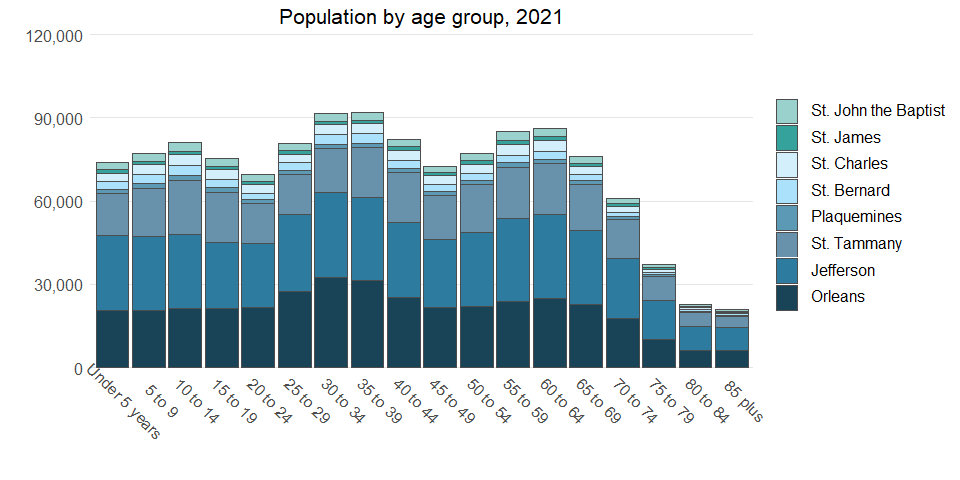 Population by age group, 2021
120,000
90,000
60,000
30,000
0
Under 5 years
5 to 9
10 to 14
15 to 19
20 to 24
25 to 29
30 to 34
35 to 39
40 to 44
45 to 49
50 to 54
55 to 59
60 to 64
65 to 69
70 to 74
75 to 79
80 to 84
85 plus
St. John the Baptist
St. James
St. Charles
St. Bernard
Plaquemines
St. Tammany
Jefferson
Orleans